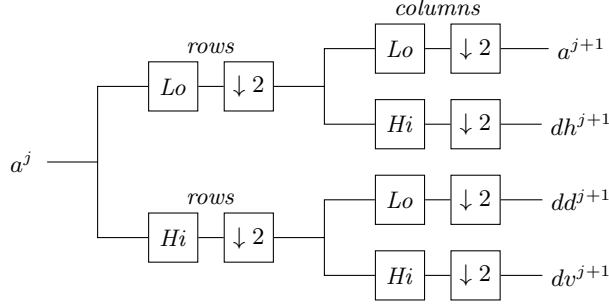 columns
rows
Lo ↓ 2 a^{j+1}
Lo ↓ 2
Hi ↓ 2 dh^{j+1}
a^j
rows
Lo ↓ 2 dd^{j+1}
Hi ↓ 2
Hi ↓ 2 dv^{j+1}